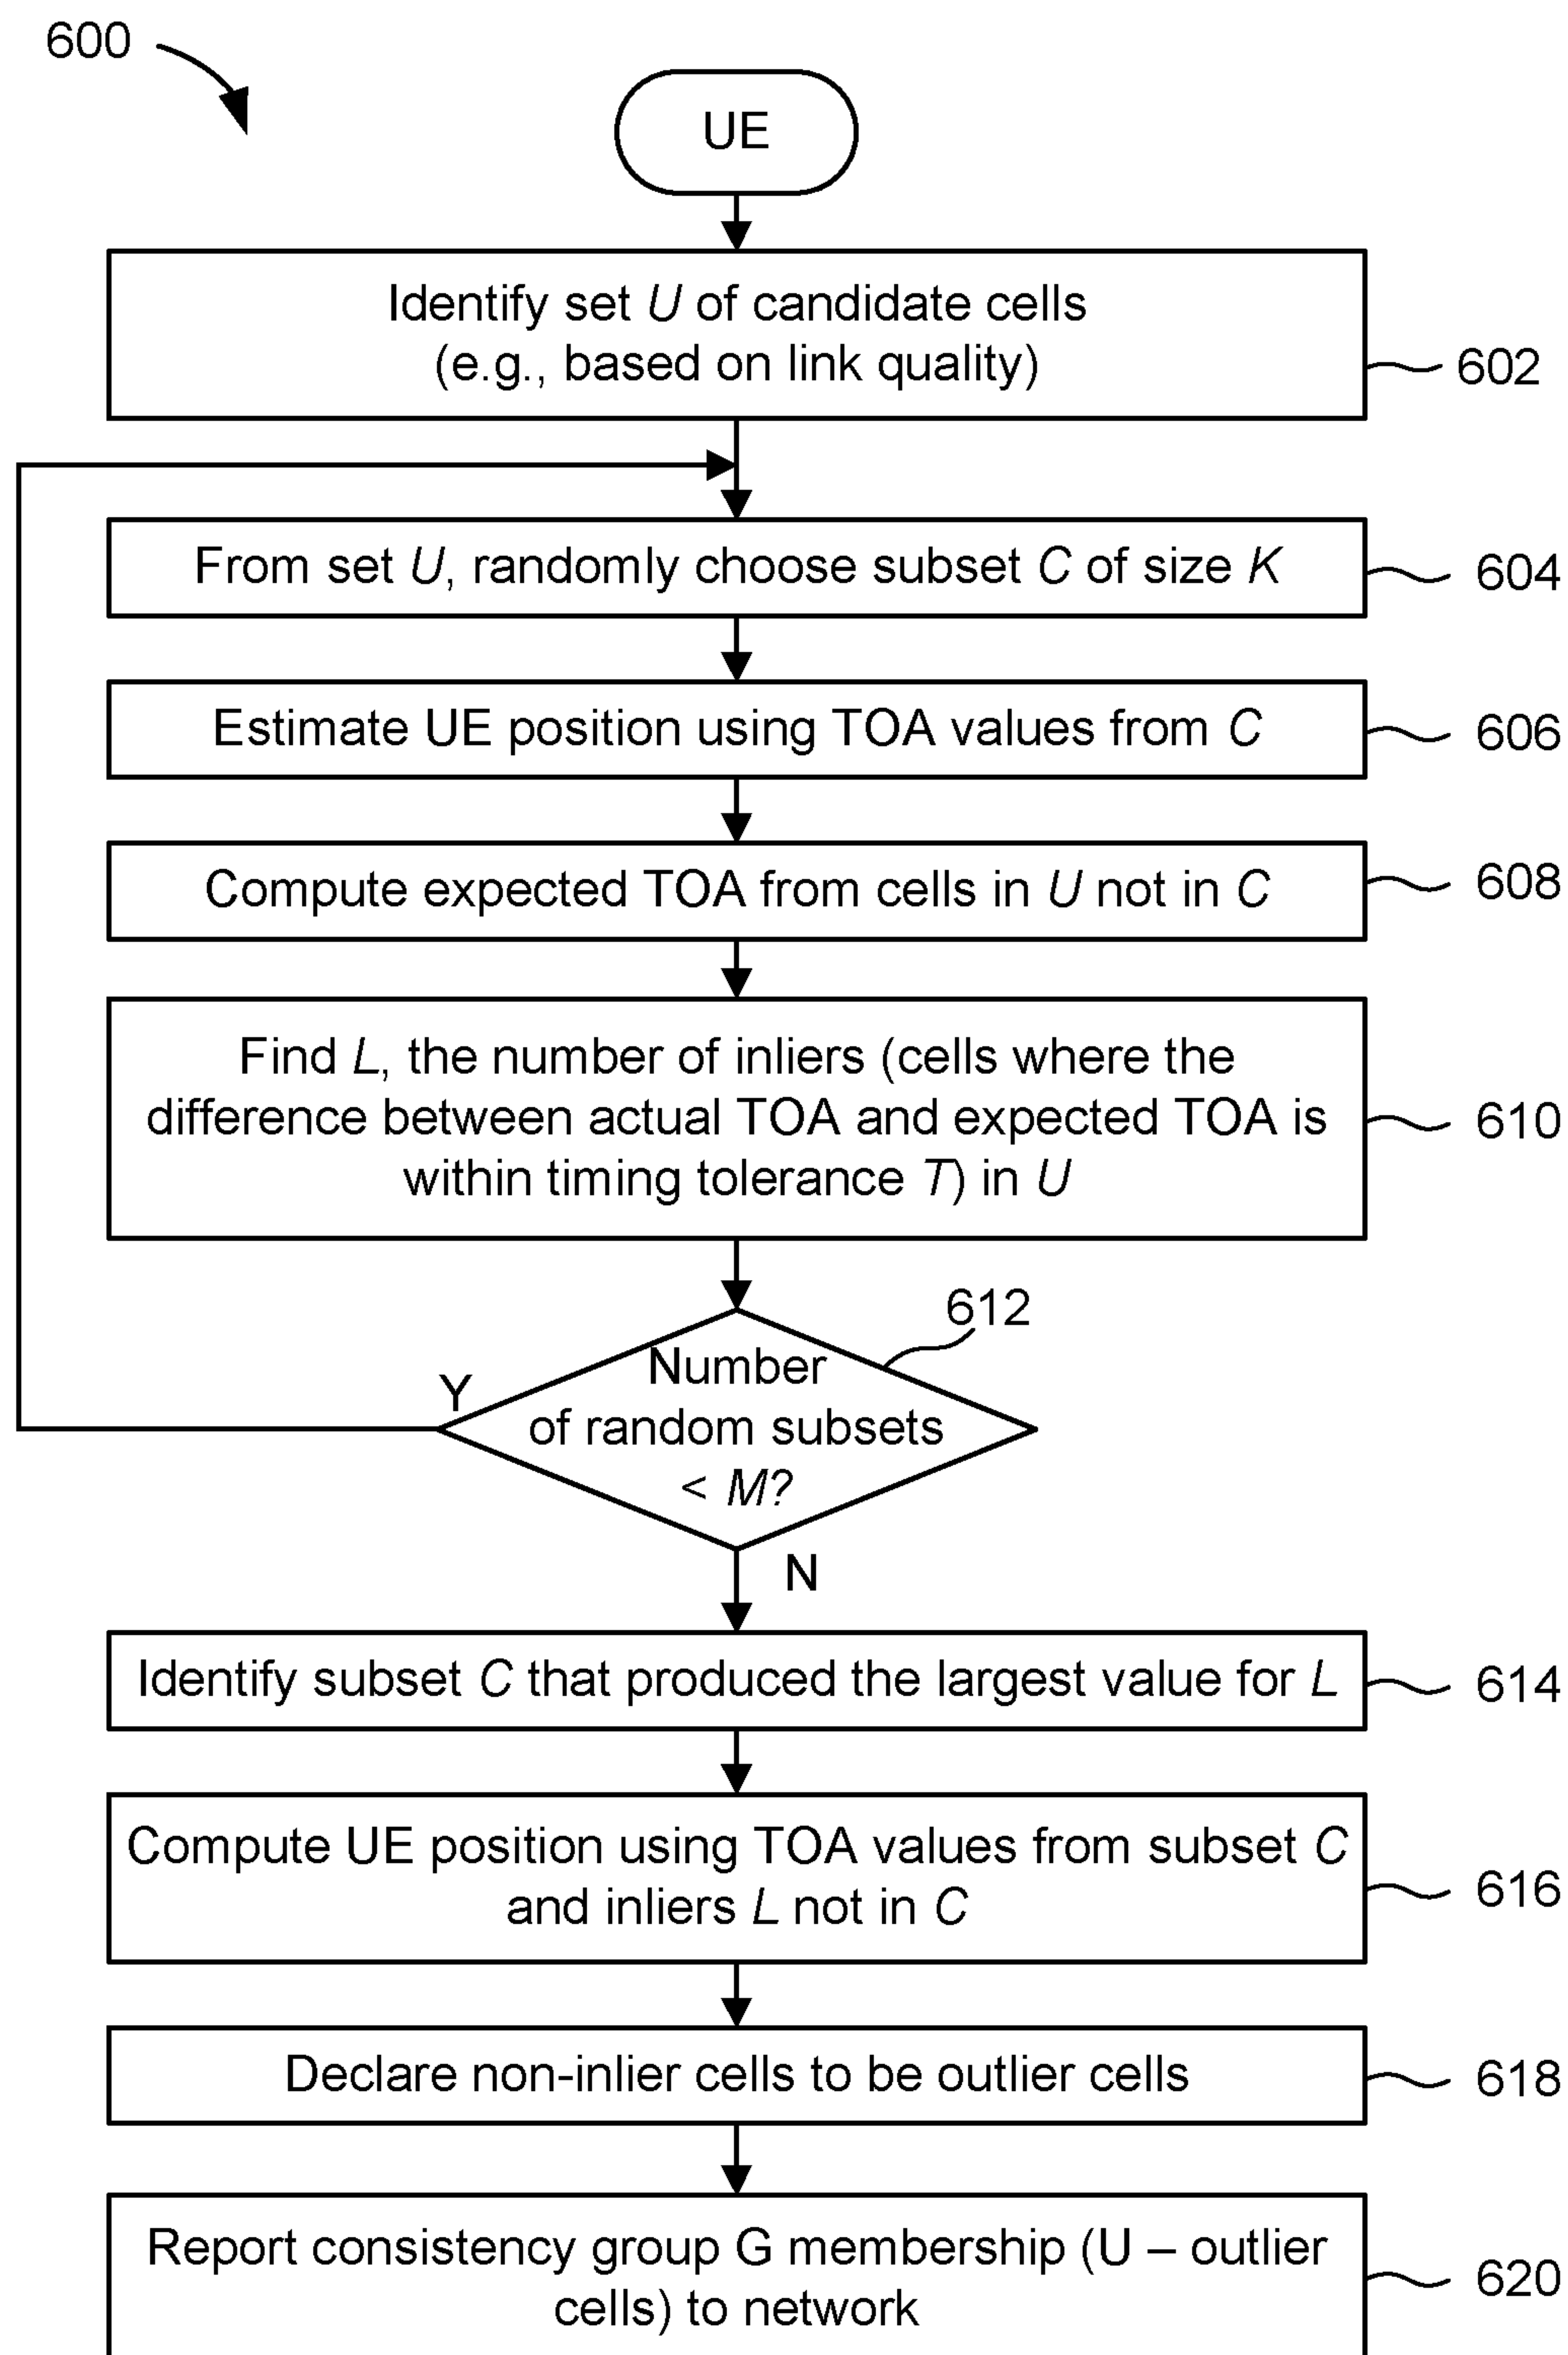 600
UE
Identify set U of candidate cells
(e.g., based on link quality)
602
From set U, randomly choose subset C of size K
604
Estimate UE position using TOA values from C
606
Compute expected TOA from cells in U not in C
608
Find L, the number of inliers (cells where the
difference between actual TOA and expected TOA is
within timing tolerance T) in U
610
612
Number
of random subsets
< M?
Y
N
Identify subset C that produced the largest value for L
614
Compute UE position using TOA values from subset C
and inliers L not in C
616
Declare non-inlier cells to be outlier cells
618
Report consistency group G membership (U – outlier
cells) to network
620